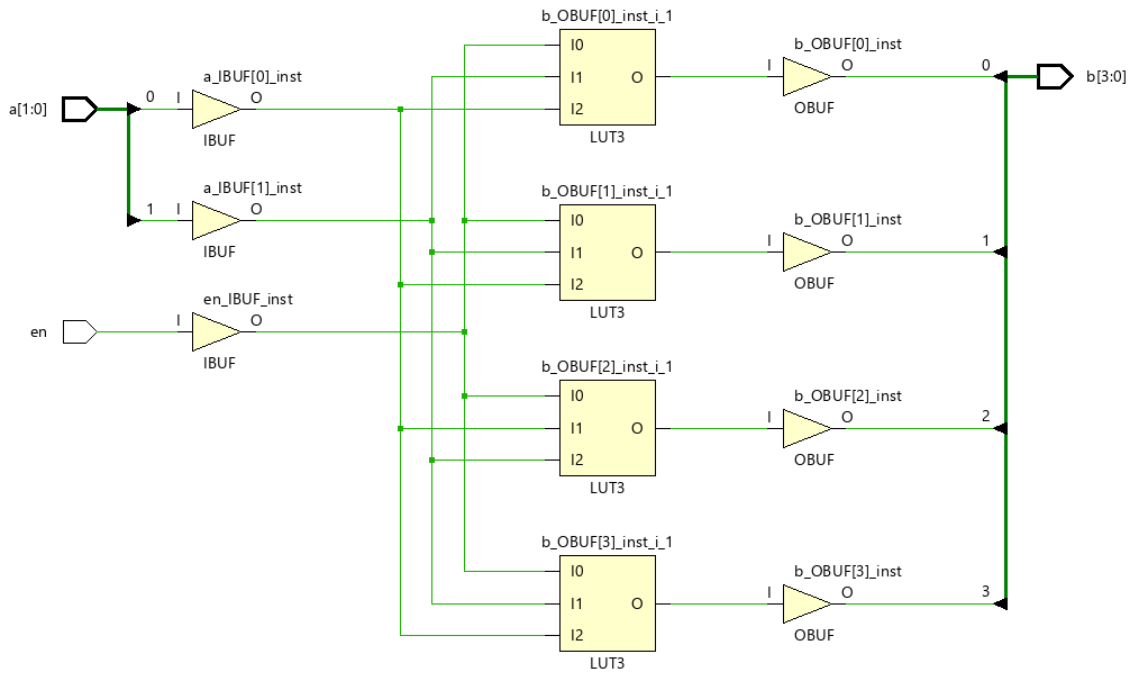 b_OBUF[0]_inst_i_1
I0
I1
I2
O
LUT3
b_OBUF[0]_inst
I
O
OBUF
0
b[3:0]
a[1:0]
0
a_IBUF[0]_inst
I
O
IBUF
1
a_IBUF[1]_inst
I
O
IBUF
b_OBUF[1]_inst_i_1
I0
I1
I2
O
LUT3
b_OBUF[1]_inst
I
O
OBUF
1
en
en_IBUF_inst
I
O
IBUF
b_OBUF[2]_inst_i_1
I0
I1
I2
O
LUT3
b_OBUF[2]_inst
I
O
OBUF
2
b_OBUF[3]_inst_i_1
I0
I1
I2
O
LUT3
b_OBUF[3]_inst
I
O
OBUF
3